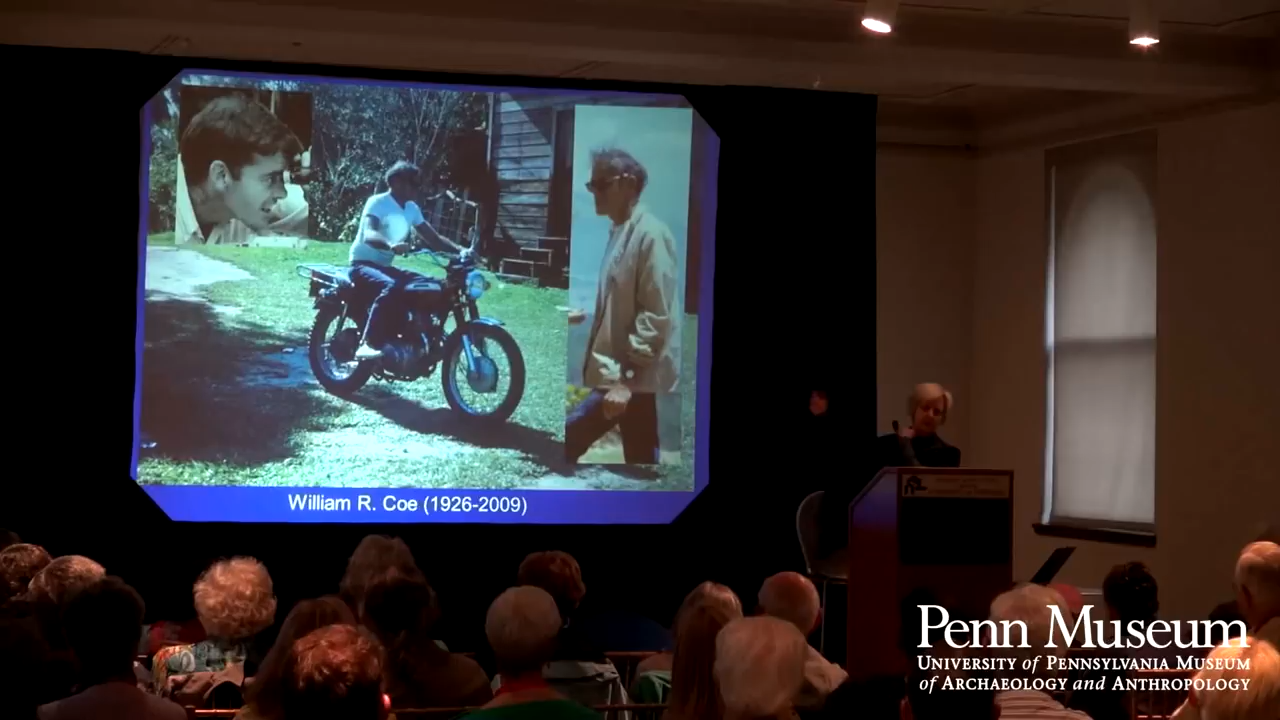 William R. Coe (1926-2009)
Penn Museum
UNIVERSITY of PENNSYLVANIA MUSEUM
of ARCHAEOLOGY and ANTHROPOLOGY